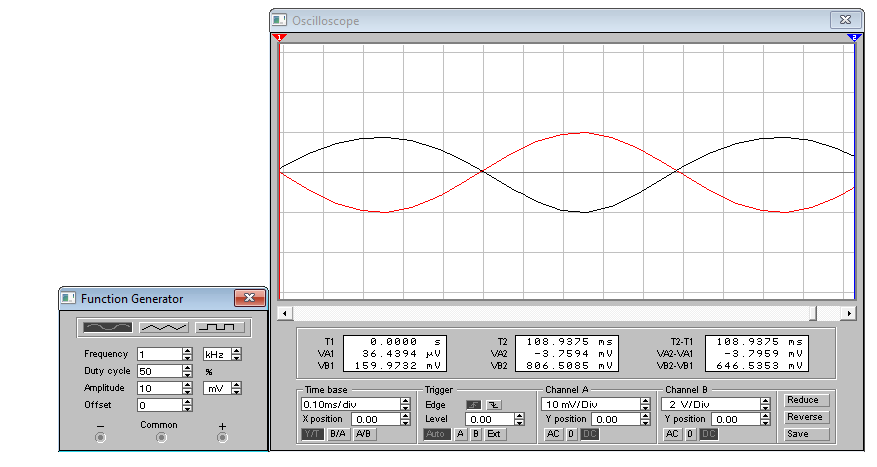 Oscilloscope
1
2
T1 0.0000 s T2 108.9375 ms T2-T1 108.9375 ms
VA1 36.4394 µV VA2 -3.7594 mV VA2-VA1 -3.7959 mV
VB1 159.9732 mV VB2 806.5085 mV VB2-VB1 646.5353 mV
Time base
0.10ms/div
X position 0.00
Y/T B/A A/B
Trigger
Edge
Level 0.00
Auto A B Ext
Channel A
10 mV/Div
Y position 0.00
AC 0 DC
Channel B
2 V/Div
Y position 0.00
AC 0 DC
Reduce
Reverse
Save
Function Generator
Frequency 1 kHz
Duty cycle 50 %
Amplitude 10 mV
Offset 0
− Common +